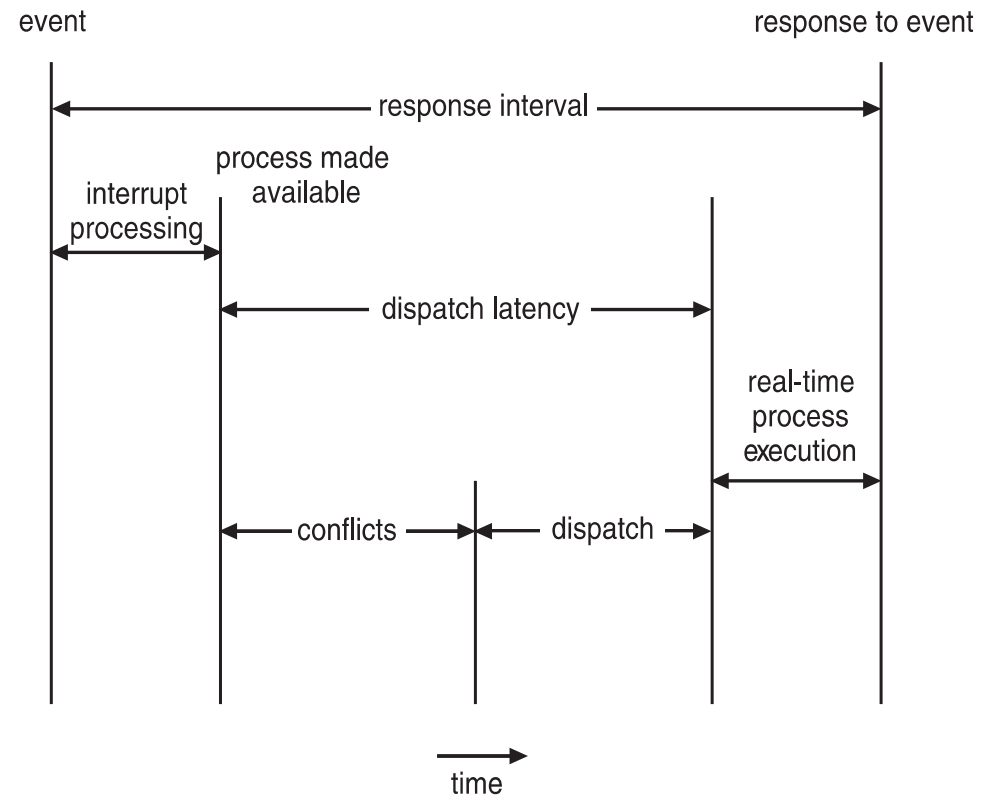 event
response to event
response interval
process made
available
interrupt
processing
dispatch latency
real-time
process
execution
conflicts
dispatch
time